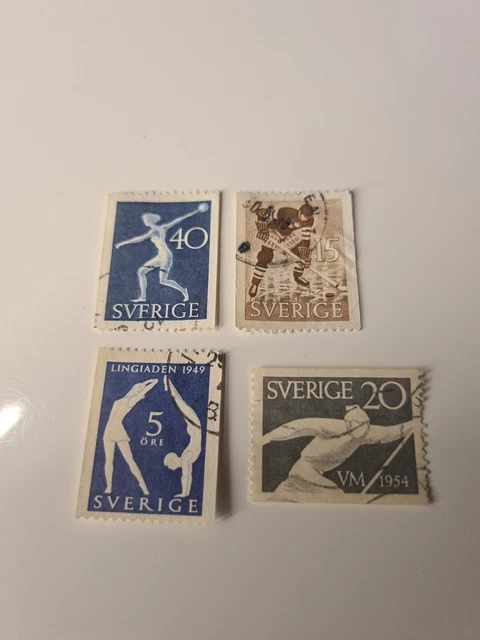 40
SVERIGE
15
SVERIGE
LINGIADEN 1949
5
ÖRE
SVERIGE
SVERIGE 20
VM 1954